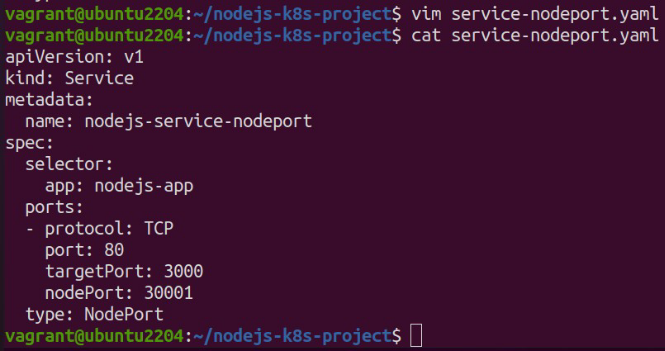 vagrant@ubuntu2204:~/nodejs-k8s-project$ vim service-nodeport.yaml
vagrant@ubuntu2204:~/nodejs-k8s-project$ cat service-nodeport.yaml
apiVersion: v1
kind: Service
metadata:
  name: nodejs-service-nodeport
spec:
  selector:
    app: nodejs-app
  ports:
  - protocol: TCP
    port: 80
    targetPort: 3000
    nodePort: 30001
  type: NodePort
vagrant@ubuntu2204:~/nodejs-k8s-project$